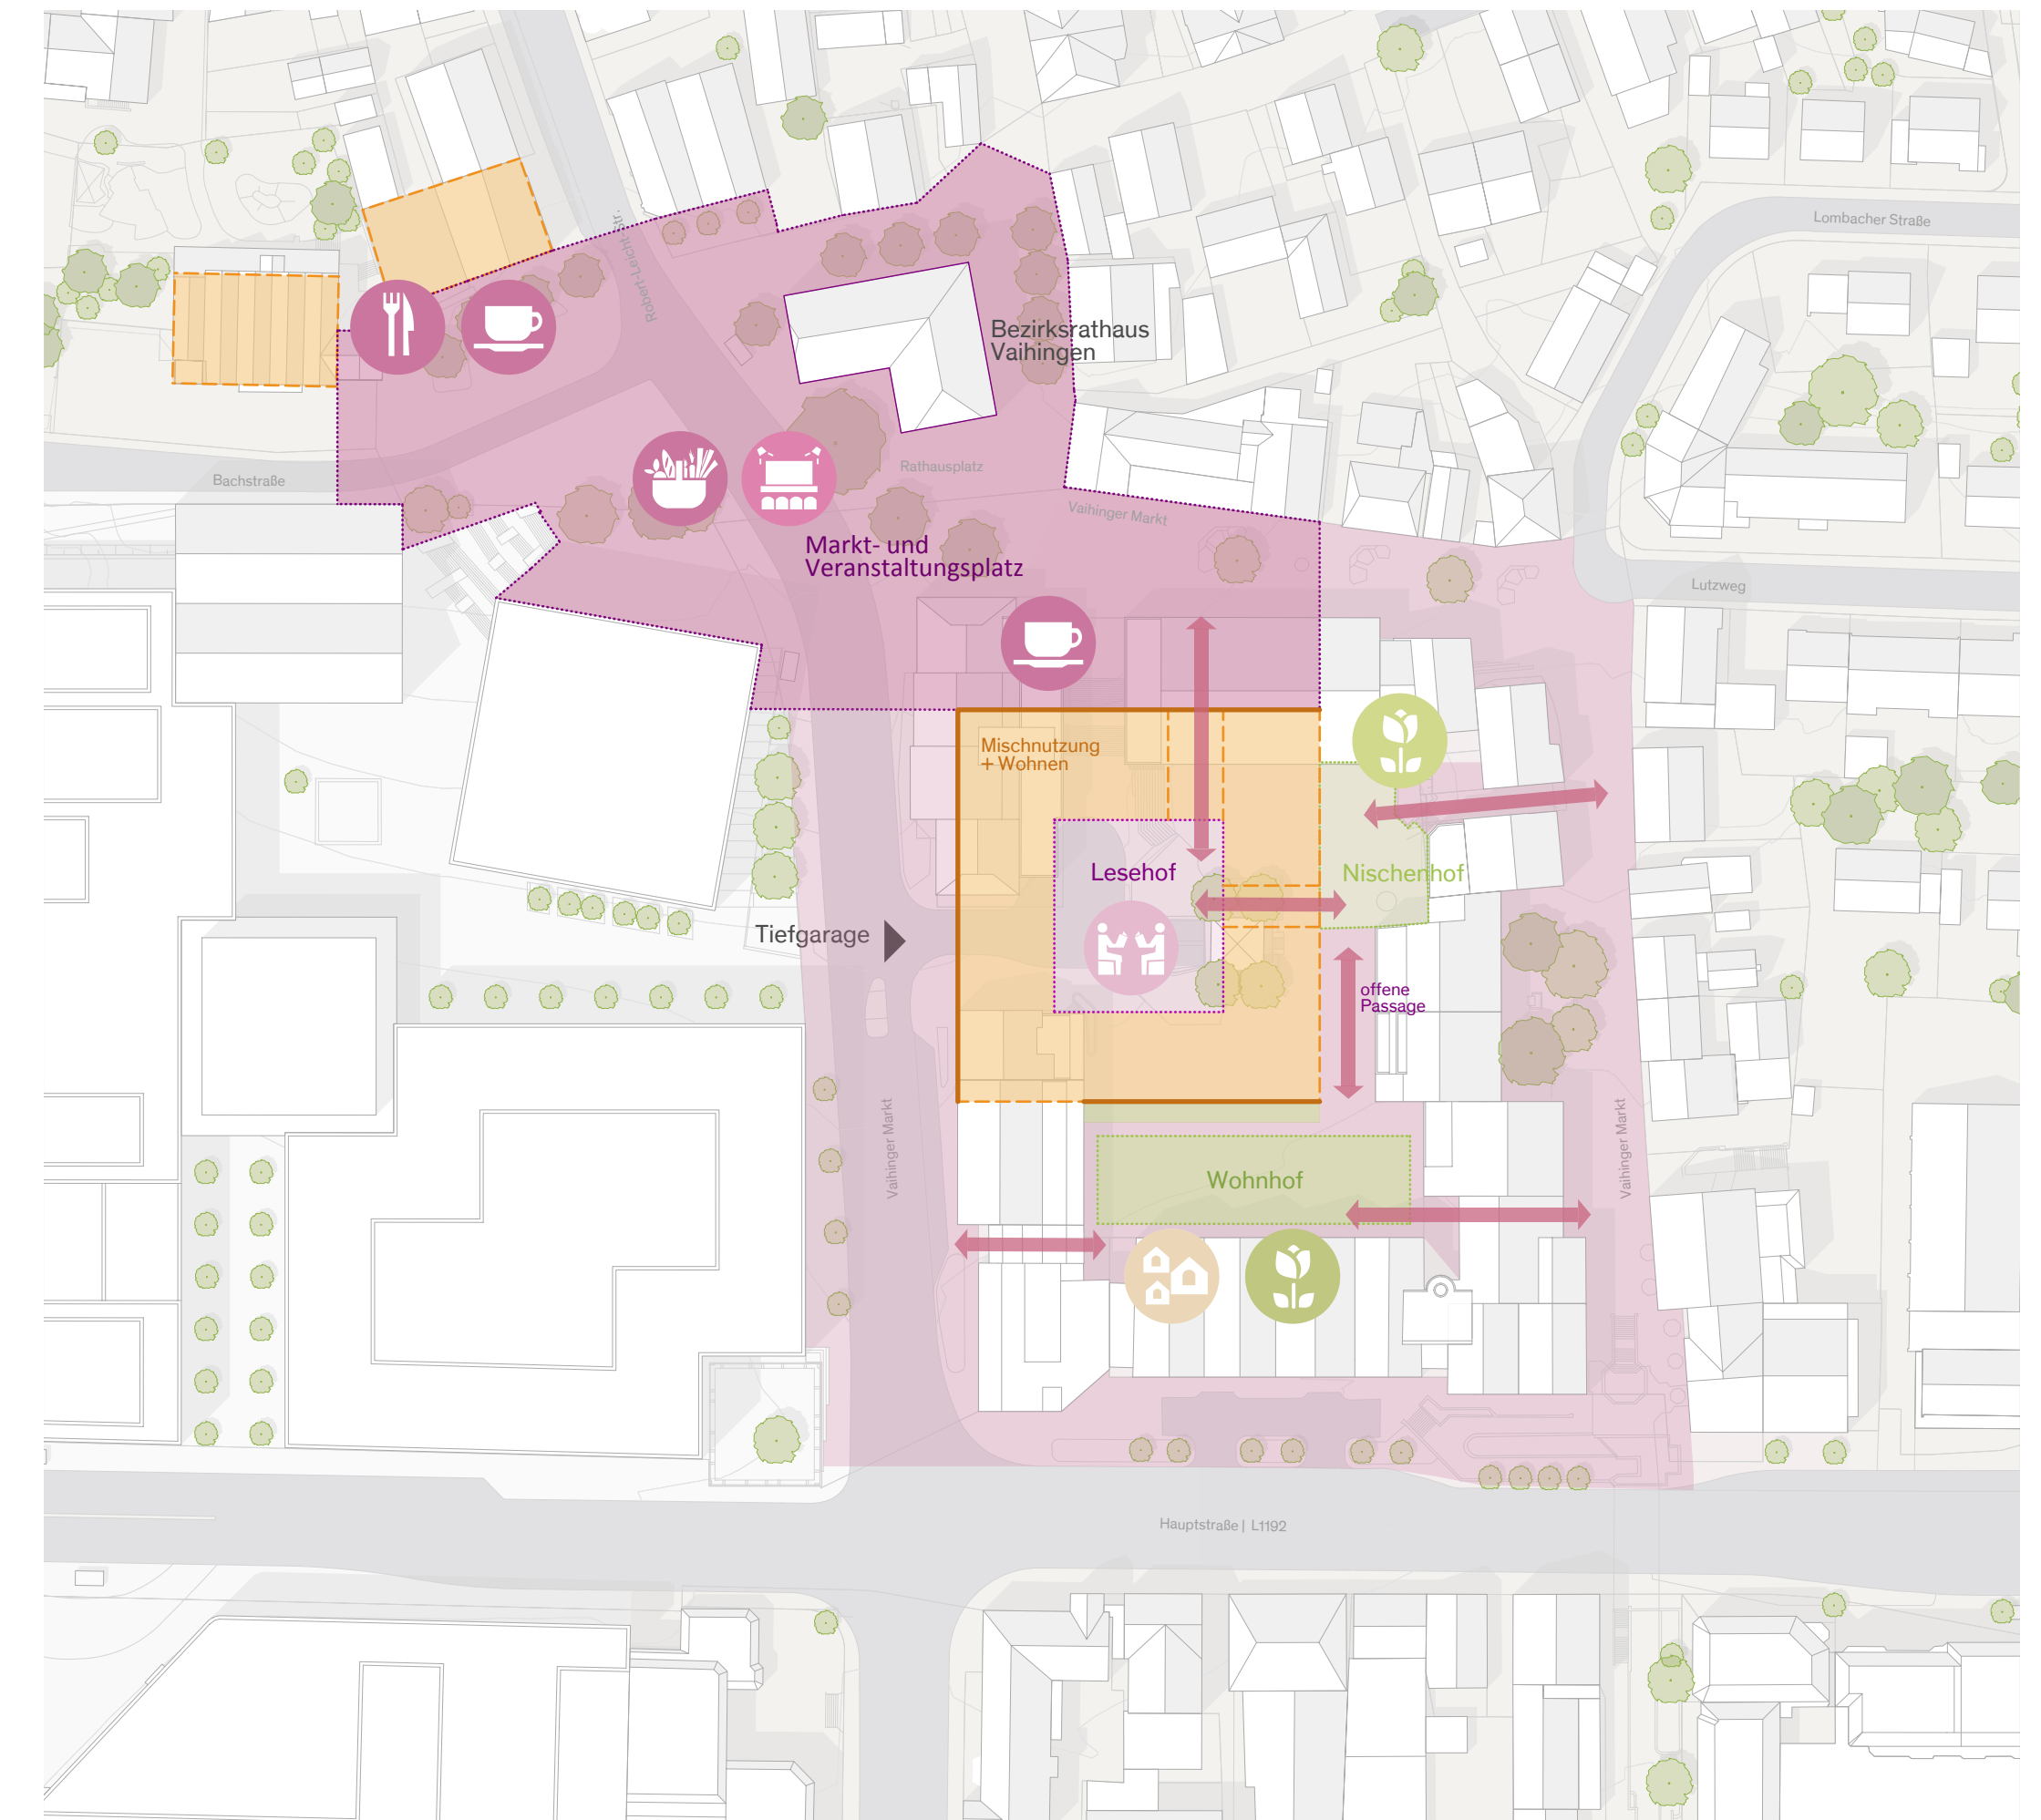 Lombacher Straße
Robert-Leicht-Str.
Bezirksrathaus
Vaihingen
Bachstraße
Rathausplatz
Vaihinger Markt
Markt- und
Veranstaltungsplatz
Lutzweg
Mischnutzung
+ Wohnen
Lesehof
Nischenhof
Tiefgarage
offene
Passage
Vaihinger Markt
Vaihinger Markt
Wohnhof
Hauptstraße | L1192